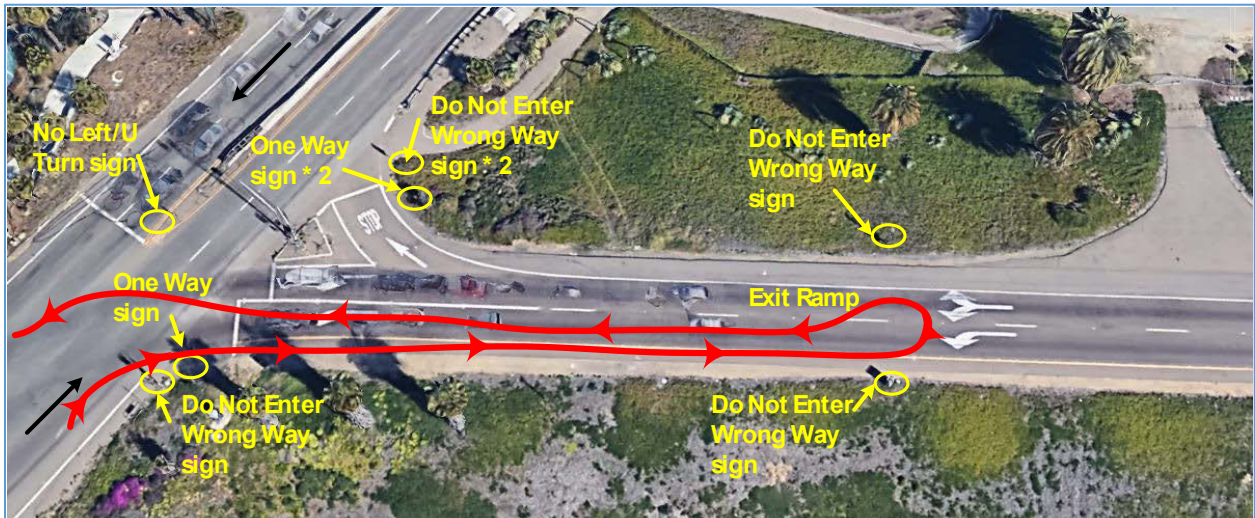 No Left/U
Turn sign
One Way
sign * 2
Do Not Enter
Wrong Way
sign * 2
Do Not Enter
Wrong Way
sign
One Way
sign
Exit Ramp
Do Not Enter
Wrong Way
sign
Do Not Enter
Wrong Way
sign